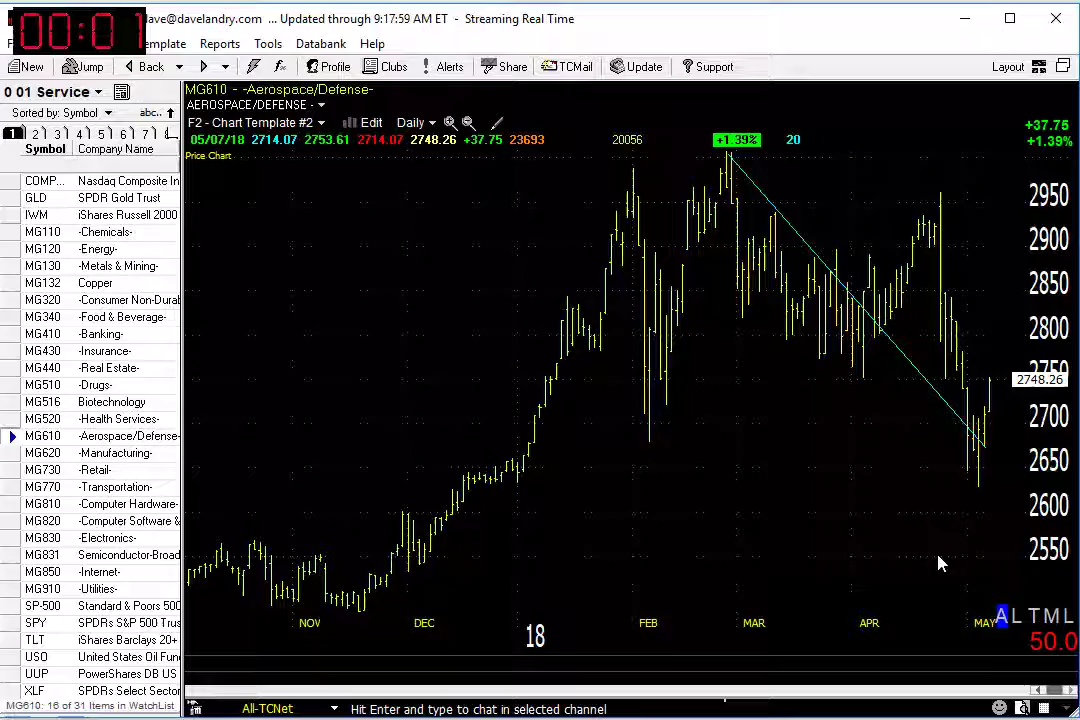 00:01
dave@davelandry.com ... Updated through 9:17:59 AM ET - Streaming Real Time
Reports Tools Databank Help
New Jump Back Profile Clubs Alerts Share TCMail Update Support Layout
0 01 Service
Sorted by: Symbol abc..
1 2 3 4 5 6 7
Symbol Company Name
COMP... Nasdaq Composite In
GLD SPDR Gold Trust
IWM iShares Russell 2000
MG110 -Chemicals-
MG120 -Energy-
MG130 -Metals & Mining-
MG132 Copper
MG320 -Consumer Non-Durab
MG340 -Food & Beverage-
MG410 -Banking-
MG430 -Insurance-
MG440 -Real Estate-
MG510 -Drugs-
MG516 Biotechnology
MG520 -Health Services-
MG610 -Aerospace/Defense-
MG620 -Manufacturing-
MG730 -Retail-
MG770 -Transportation-
MG810 -Computer Hardware-
MG820 -Computer Software &
MG830 -Electronics-
MG831 Semiconductor-Broad
MG850 -Internet-
MG910 -Utilities-
SP-500 Standard & Poors 500
SPY SPDRs S&P 500 Trus
TLT iShares Barclays 20+
USO United States Oil Fun
UUP PowerShares DB US
XLF SPDRs Select Sector
MG610: 16 of 31 Items in WatchList
MG610 - -Aerospace/Defense-
AEROSPACE/DEFENSE -
F2 - Chart Template #2 Edit Daily
05/07/18 2714.07 2753.61 2714.07 2748.26 +37.75 23693 20056 +1.39% 20
Price Chart
+37.75
+1.39%
2950
2900
2850
2800
2750
2748.26
2700
2650
2600
2550
NOV DEC 18 FEB MAR APR MAY
A L T M L
50.0
All-TCNet Hit Enter and type to chat in selected channel